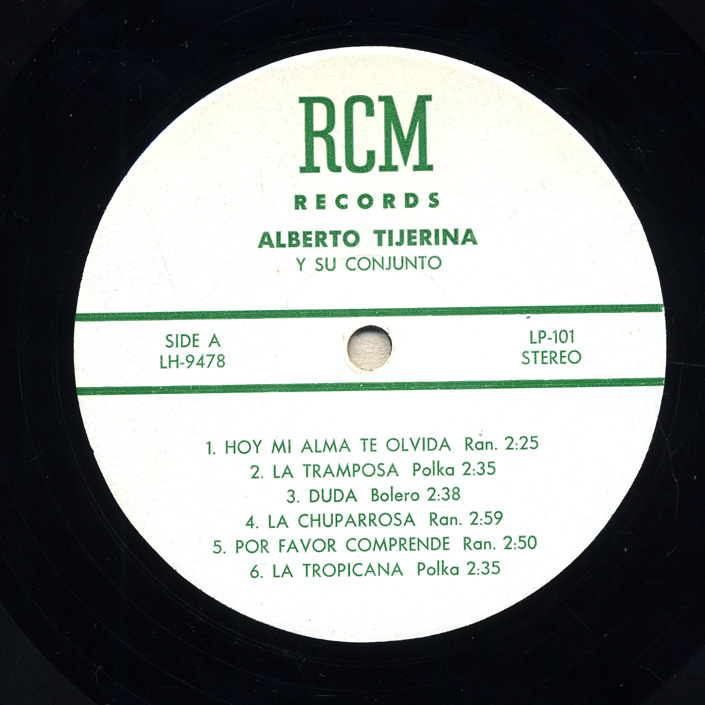 RCM
RECORDS
ALBERTO TIJERINA
Y SU CONJUNTO
SIDE A
LH-9478
LP-101
STEREO
1. HOY MI ALMA TE OLVIDA Ran. 2:25
2. LA TRAMPOSA Polka 2:35
3. DUDA Bolero 2:38
4. LA CHUPARROSA Ran. 2:59
5. POR FAVOR COMPRENDE Ran. 2:50
6. LA TROPICANA Polka 2:35